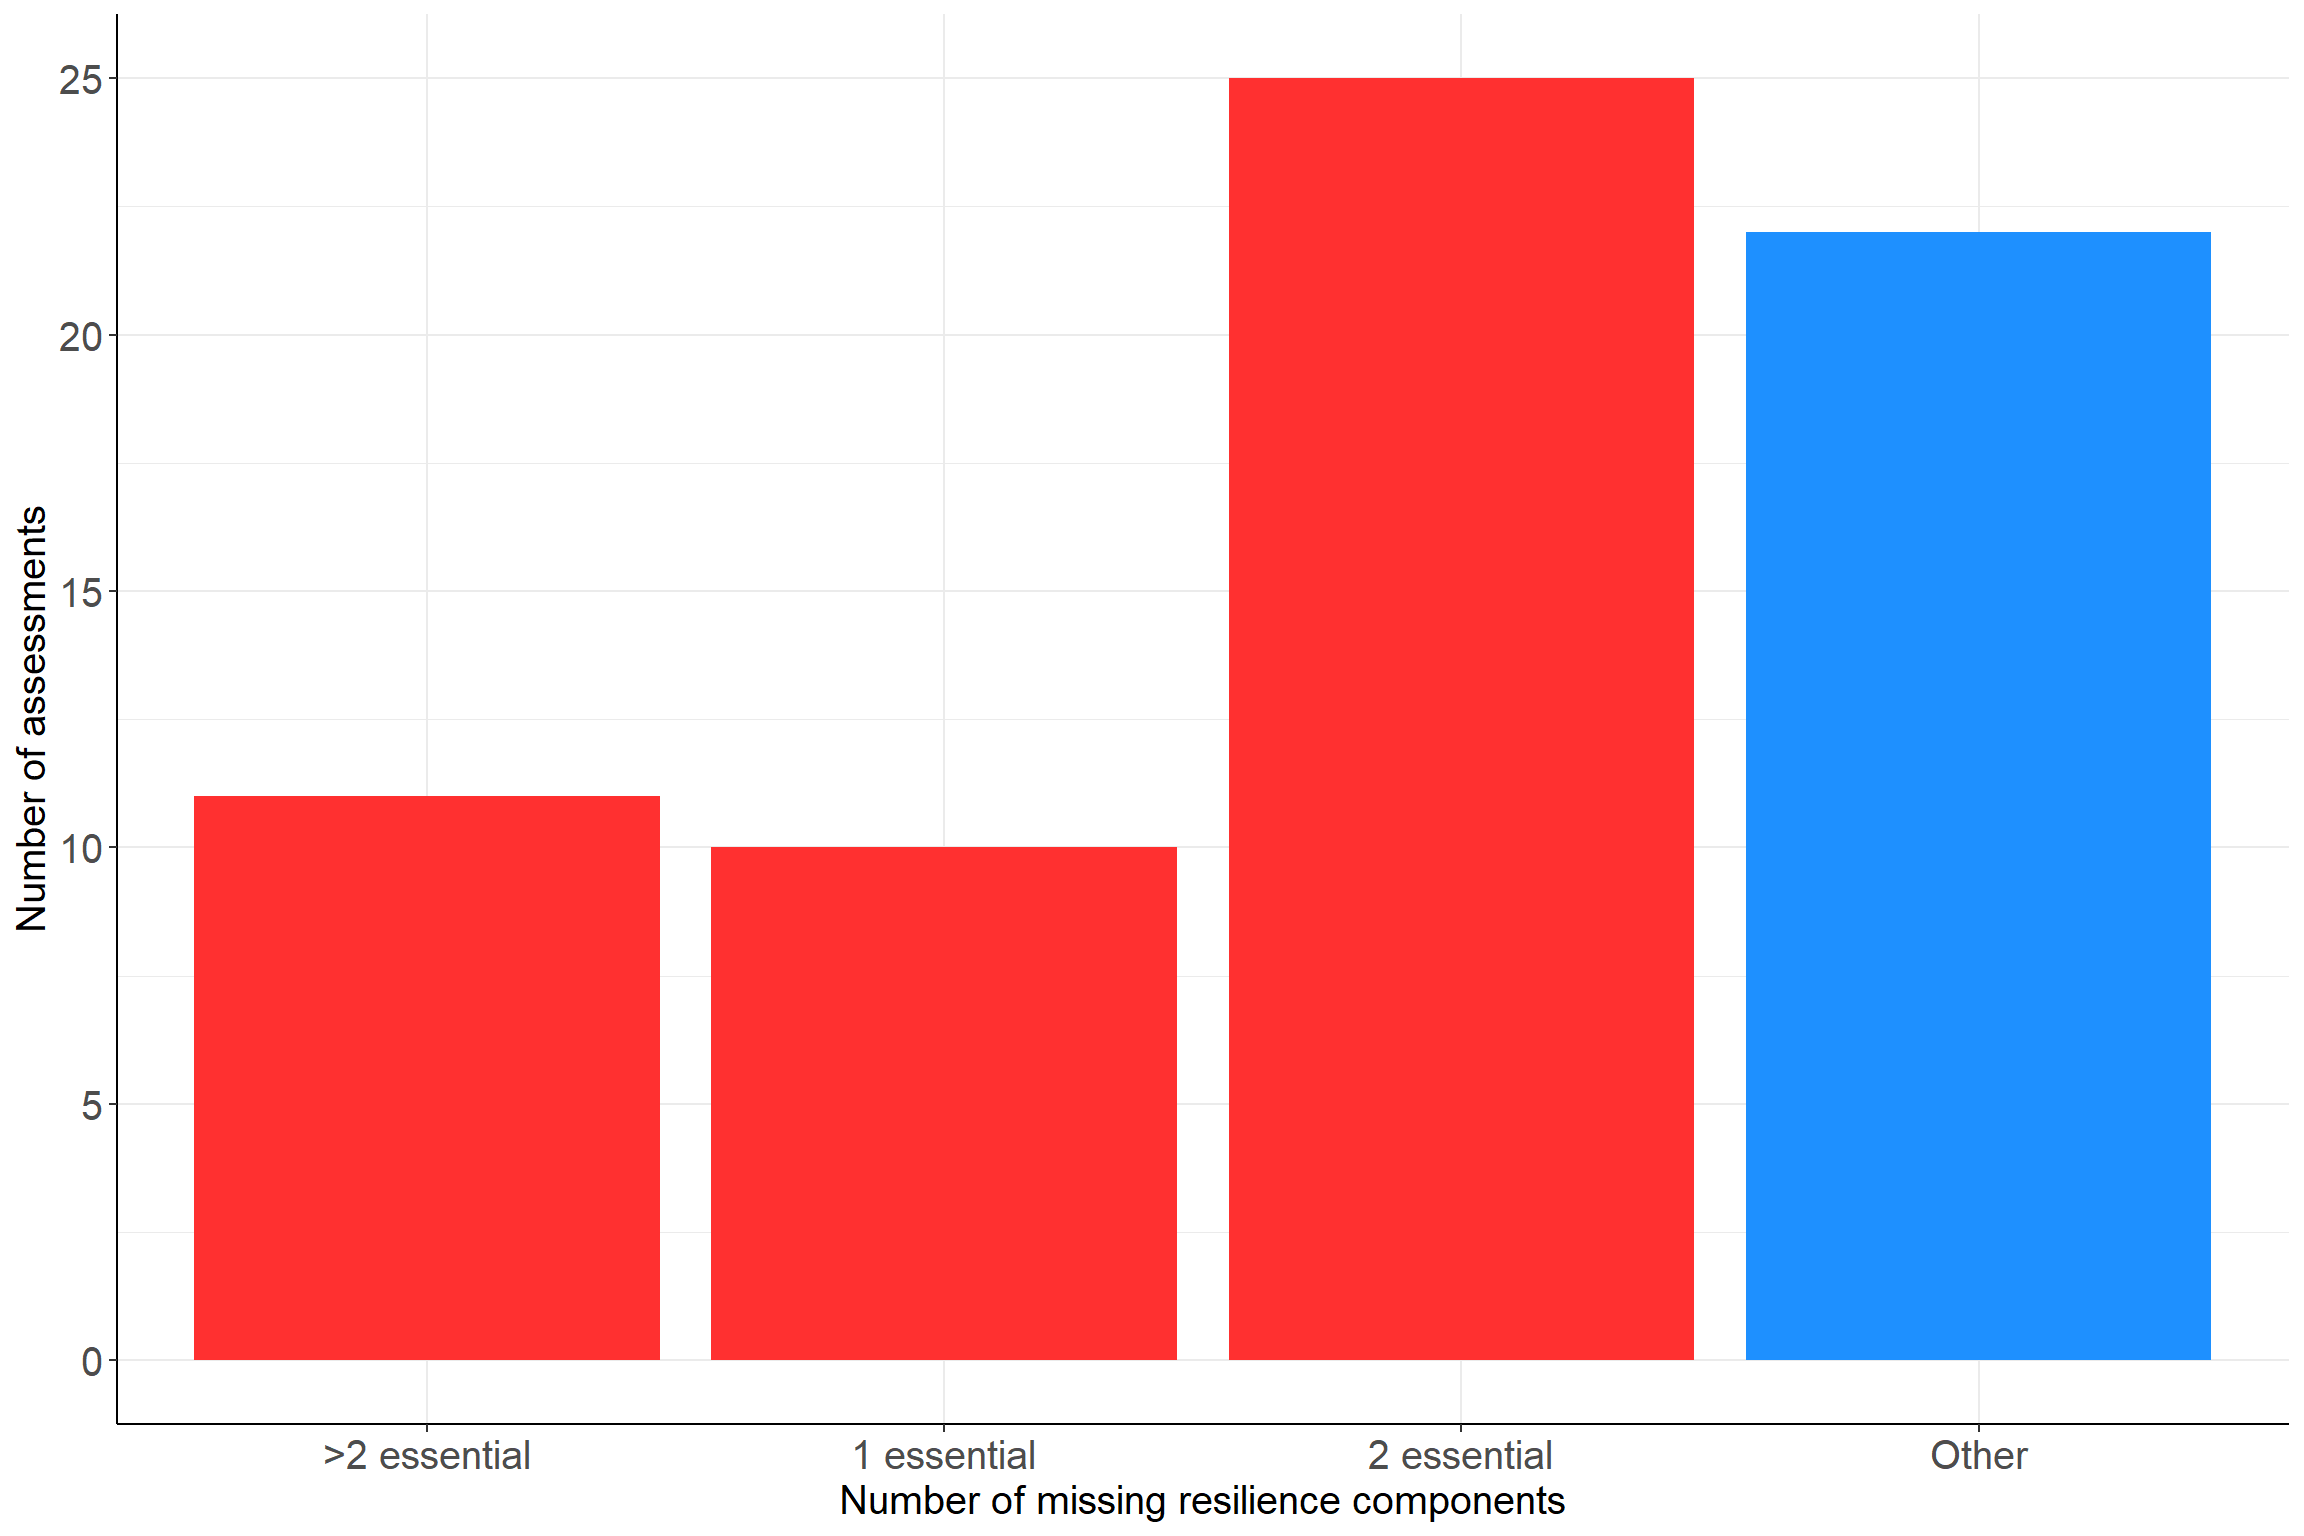 Number of assessments
25
20
15
10
5
0
>2 essential
1 essential
2 essential
Other
Number of missing resilience components